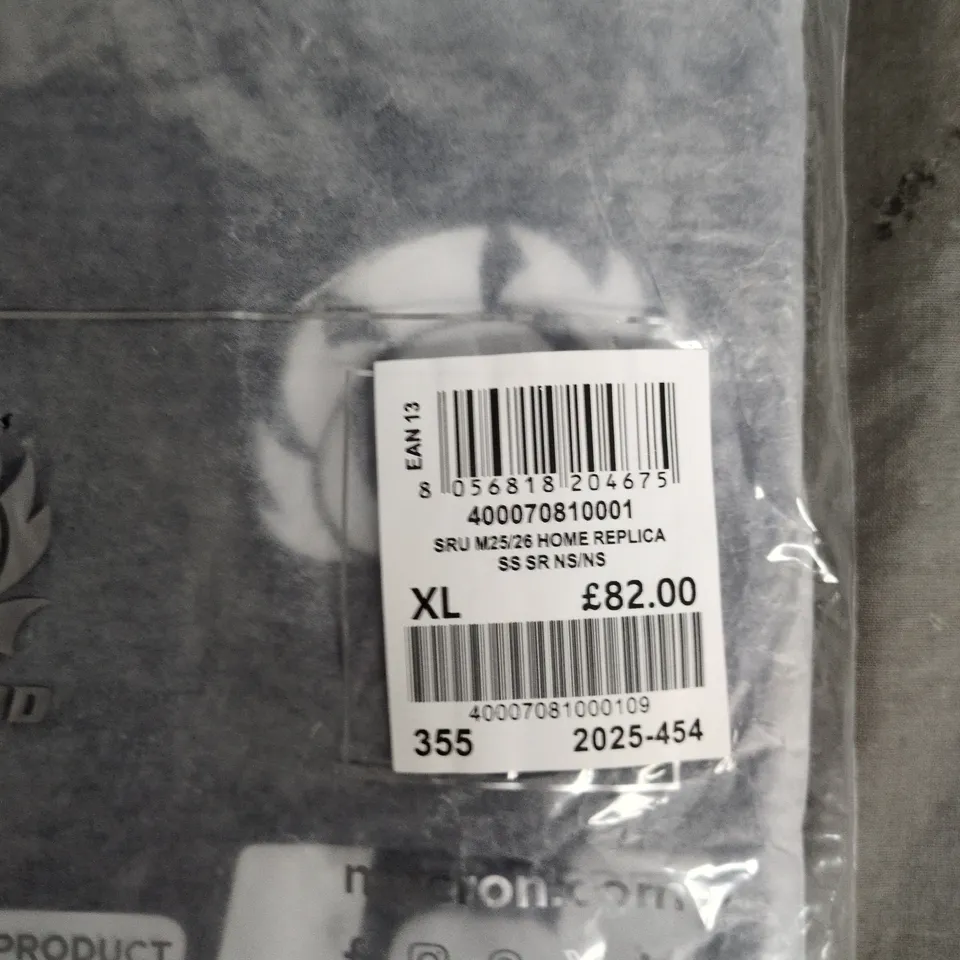 EAN 13
8 056818 204675
400070810001
SRU M25/26 HOME REPLICA
SS SR NS/NS
XL £82.00
40007081000109
355 2025-454
PRODUCT